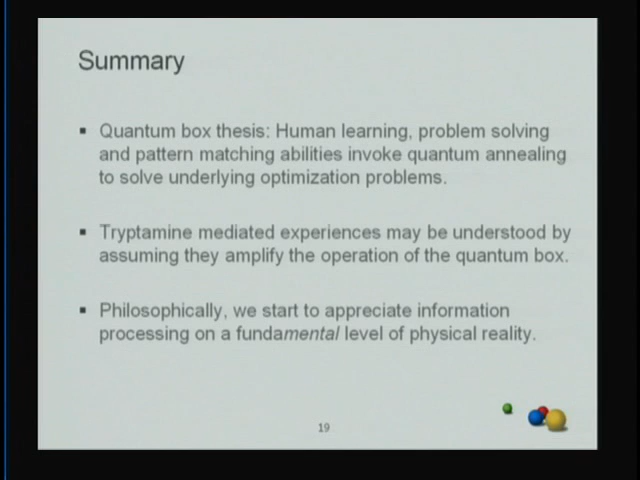 Summary
▪ Quantum box thesis: Human learning, problem solving
and pattern matching abilities invoke quantum annealing
to solve underlying optimization problems.
▪ Tryptamine mediated experiences may be understood by
assuming they amplify the operation of the quantum box.
▪ Philosophically, we start to appreciate information
processing on a fundamental level of physical reality.
19